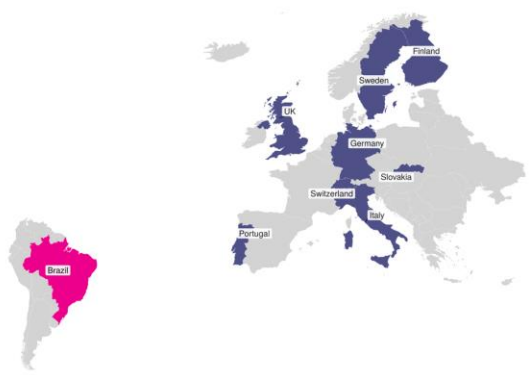 Finland
Sweden
UK
Germany
Slovakia
Switzerland
Italy
Portugal
Brazil